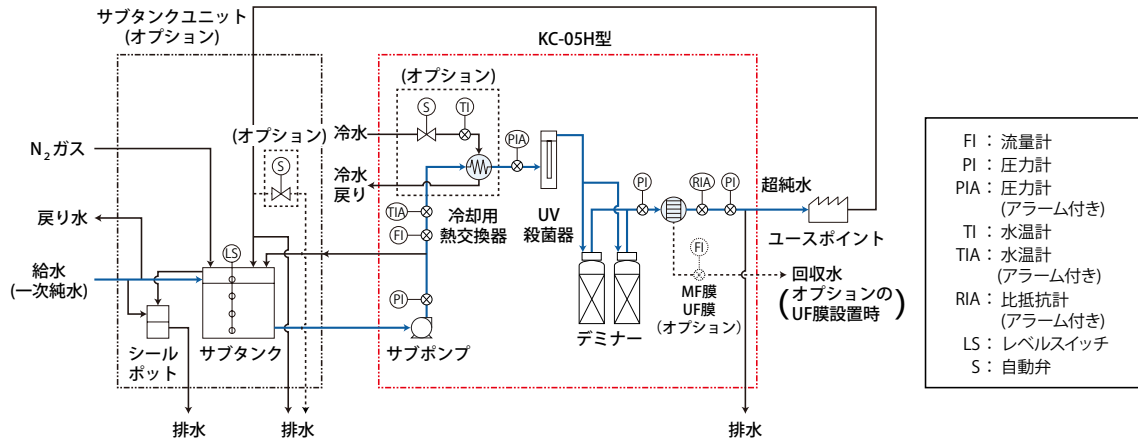 サブタンクユニット
(オプション)
KC-05H型
(オプション)
S
TI
冷水
冷水
戻り
PIA
TIA
FI
冷却用
熱交換器
UV
殺菌器
PI
サブポンプ
(オプション)
S
N₂ガス
戻り水
給水
(一次純水)
LS
シール
ポット
サブタンク
排水
排水
デミナー
PI
RIA
PI
FI
MF膜
UF膜
(オプション)
超純水
ユースポイント
回収水
(オプションの
UF膜設置時)
排水
FI：流量計
PI：圧力計
PIA：圧力計
(アラーム付き)
TI：水温計
TIA：水温計
(アラーム付き)
RIA：比抵抗計
(アラーム付き)
LS：レベルスイッチ
S：自動弁